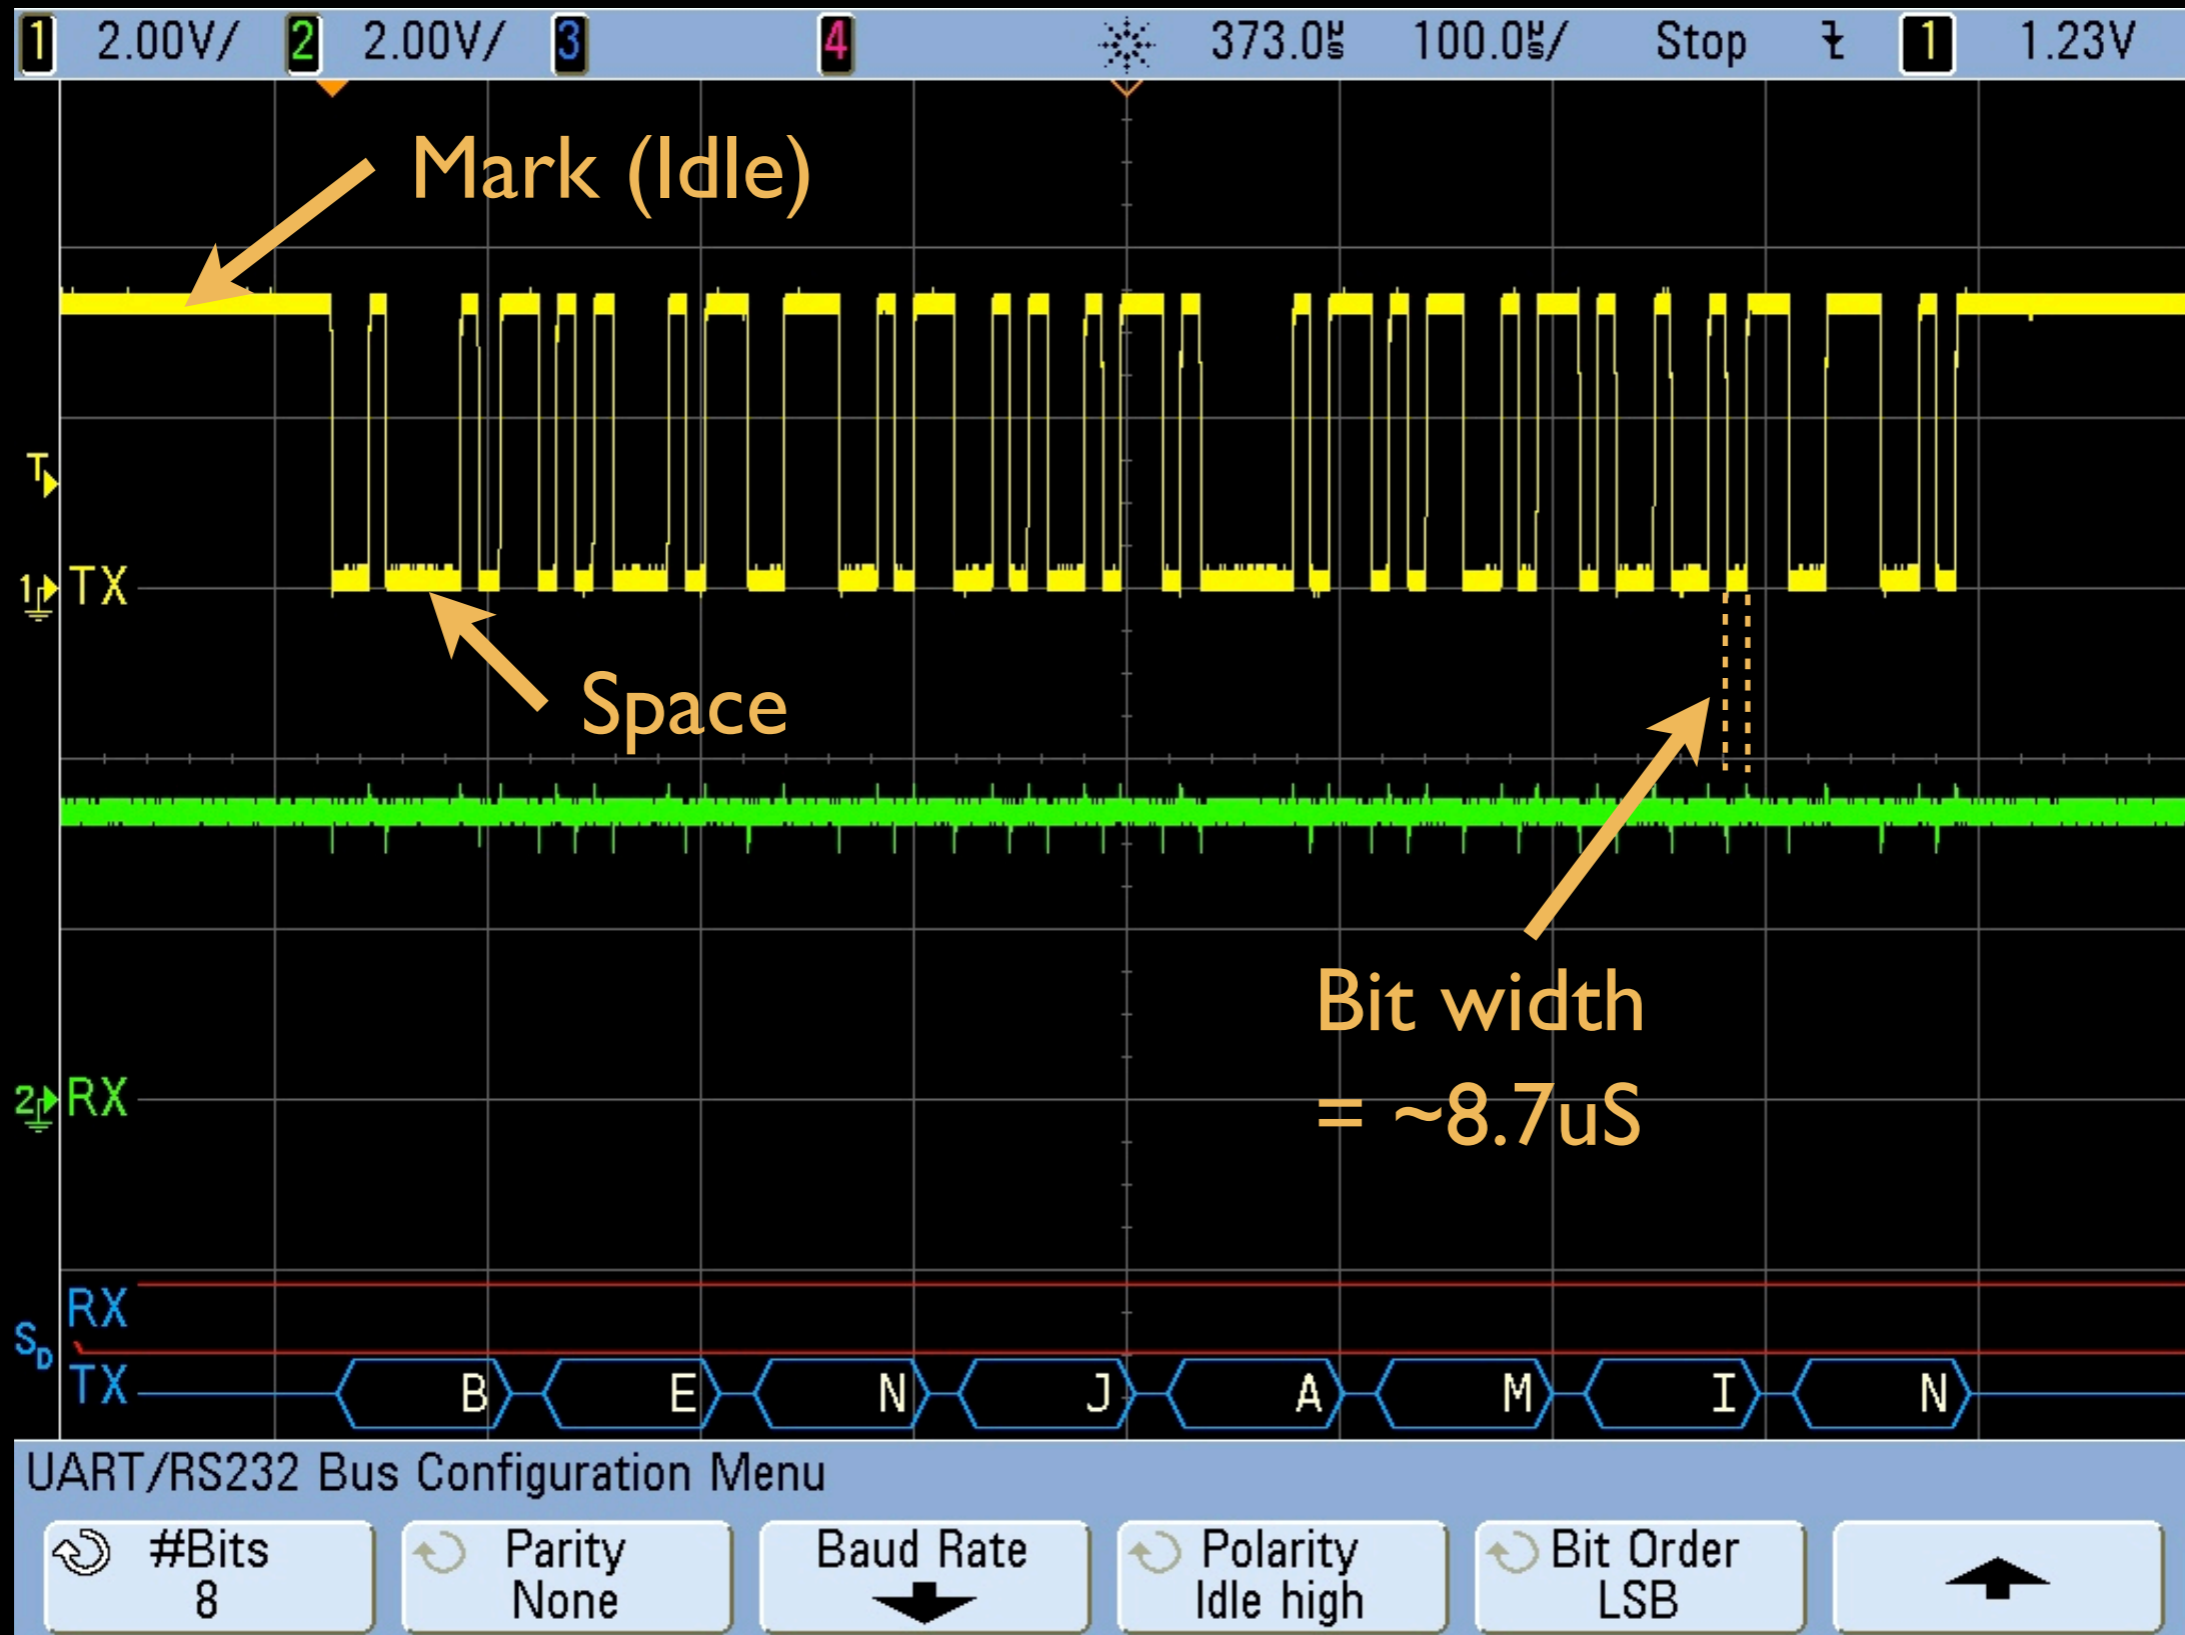 1 2.00V/ 2 2.00V/ 3 4 373.0µs 100.0µs/ Stop 1 1.23V
Mark (Idle)
T
1 TX
Space
Bit width
= ~8.7uS
2 RX
RX
SD
TX B E N J A M I N
UART/RS232 Bus Configuration Menu
#Bits Parity Baud Rate Polarity Bit Order
8 None Idle high LSB